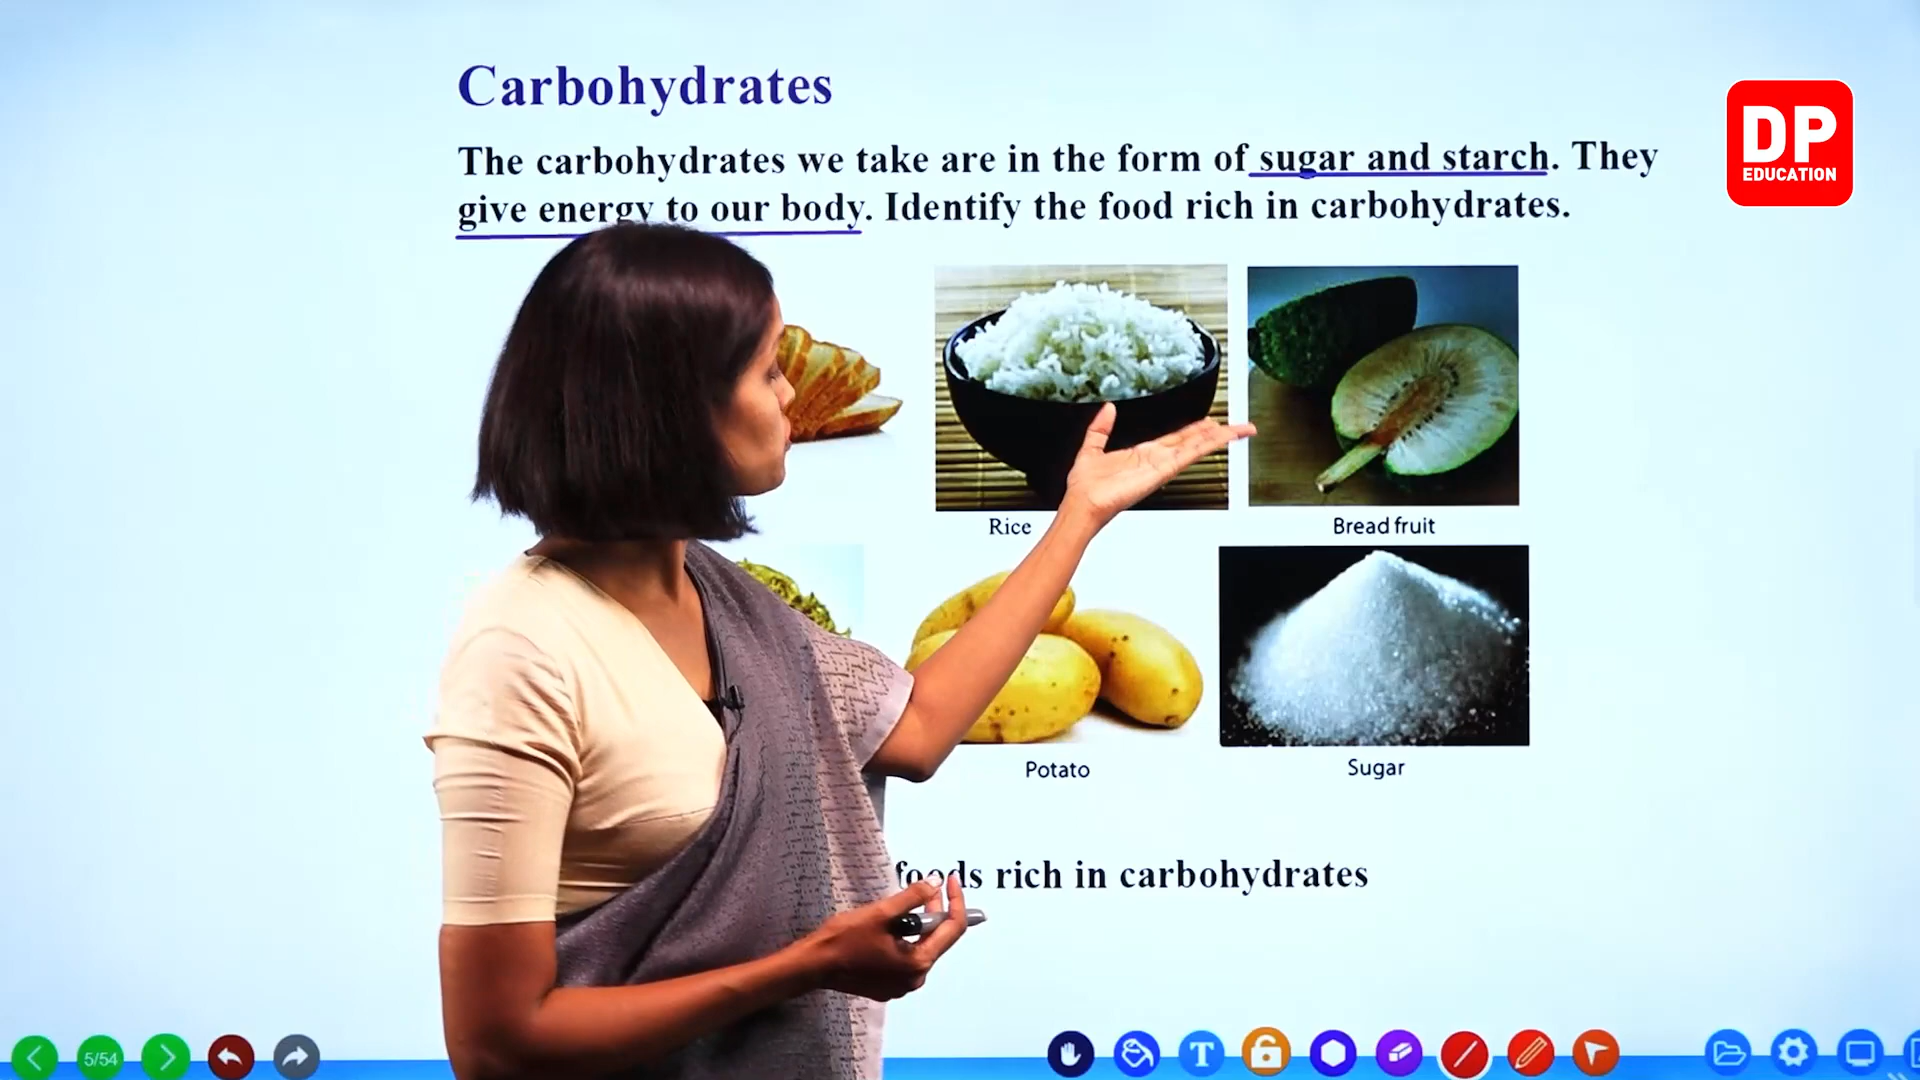 Carbohydrates
The carbohydrates we take are in the form of sugar and starch. They
give energy to our body. Identify the food rich in carbohydrates.
DP
EDUCATION
Rice
Bread fruit
Potato
Sugar
foods rich in carbohydrates
5/54
T